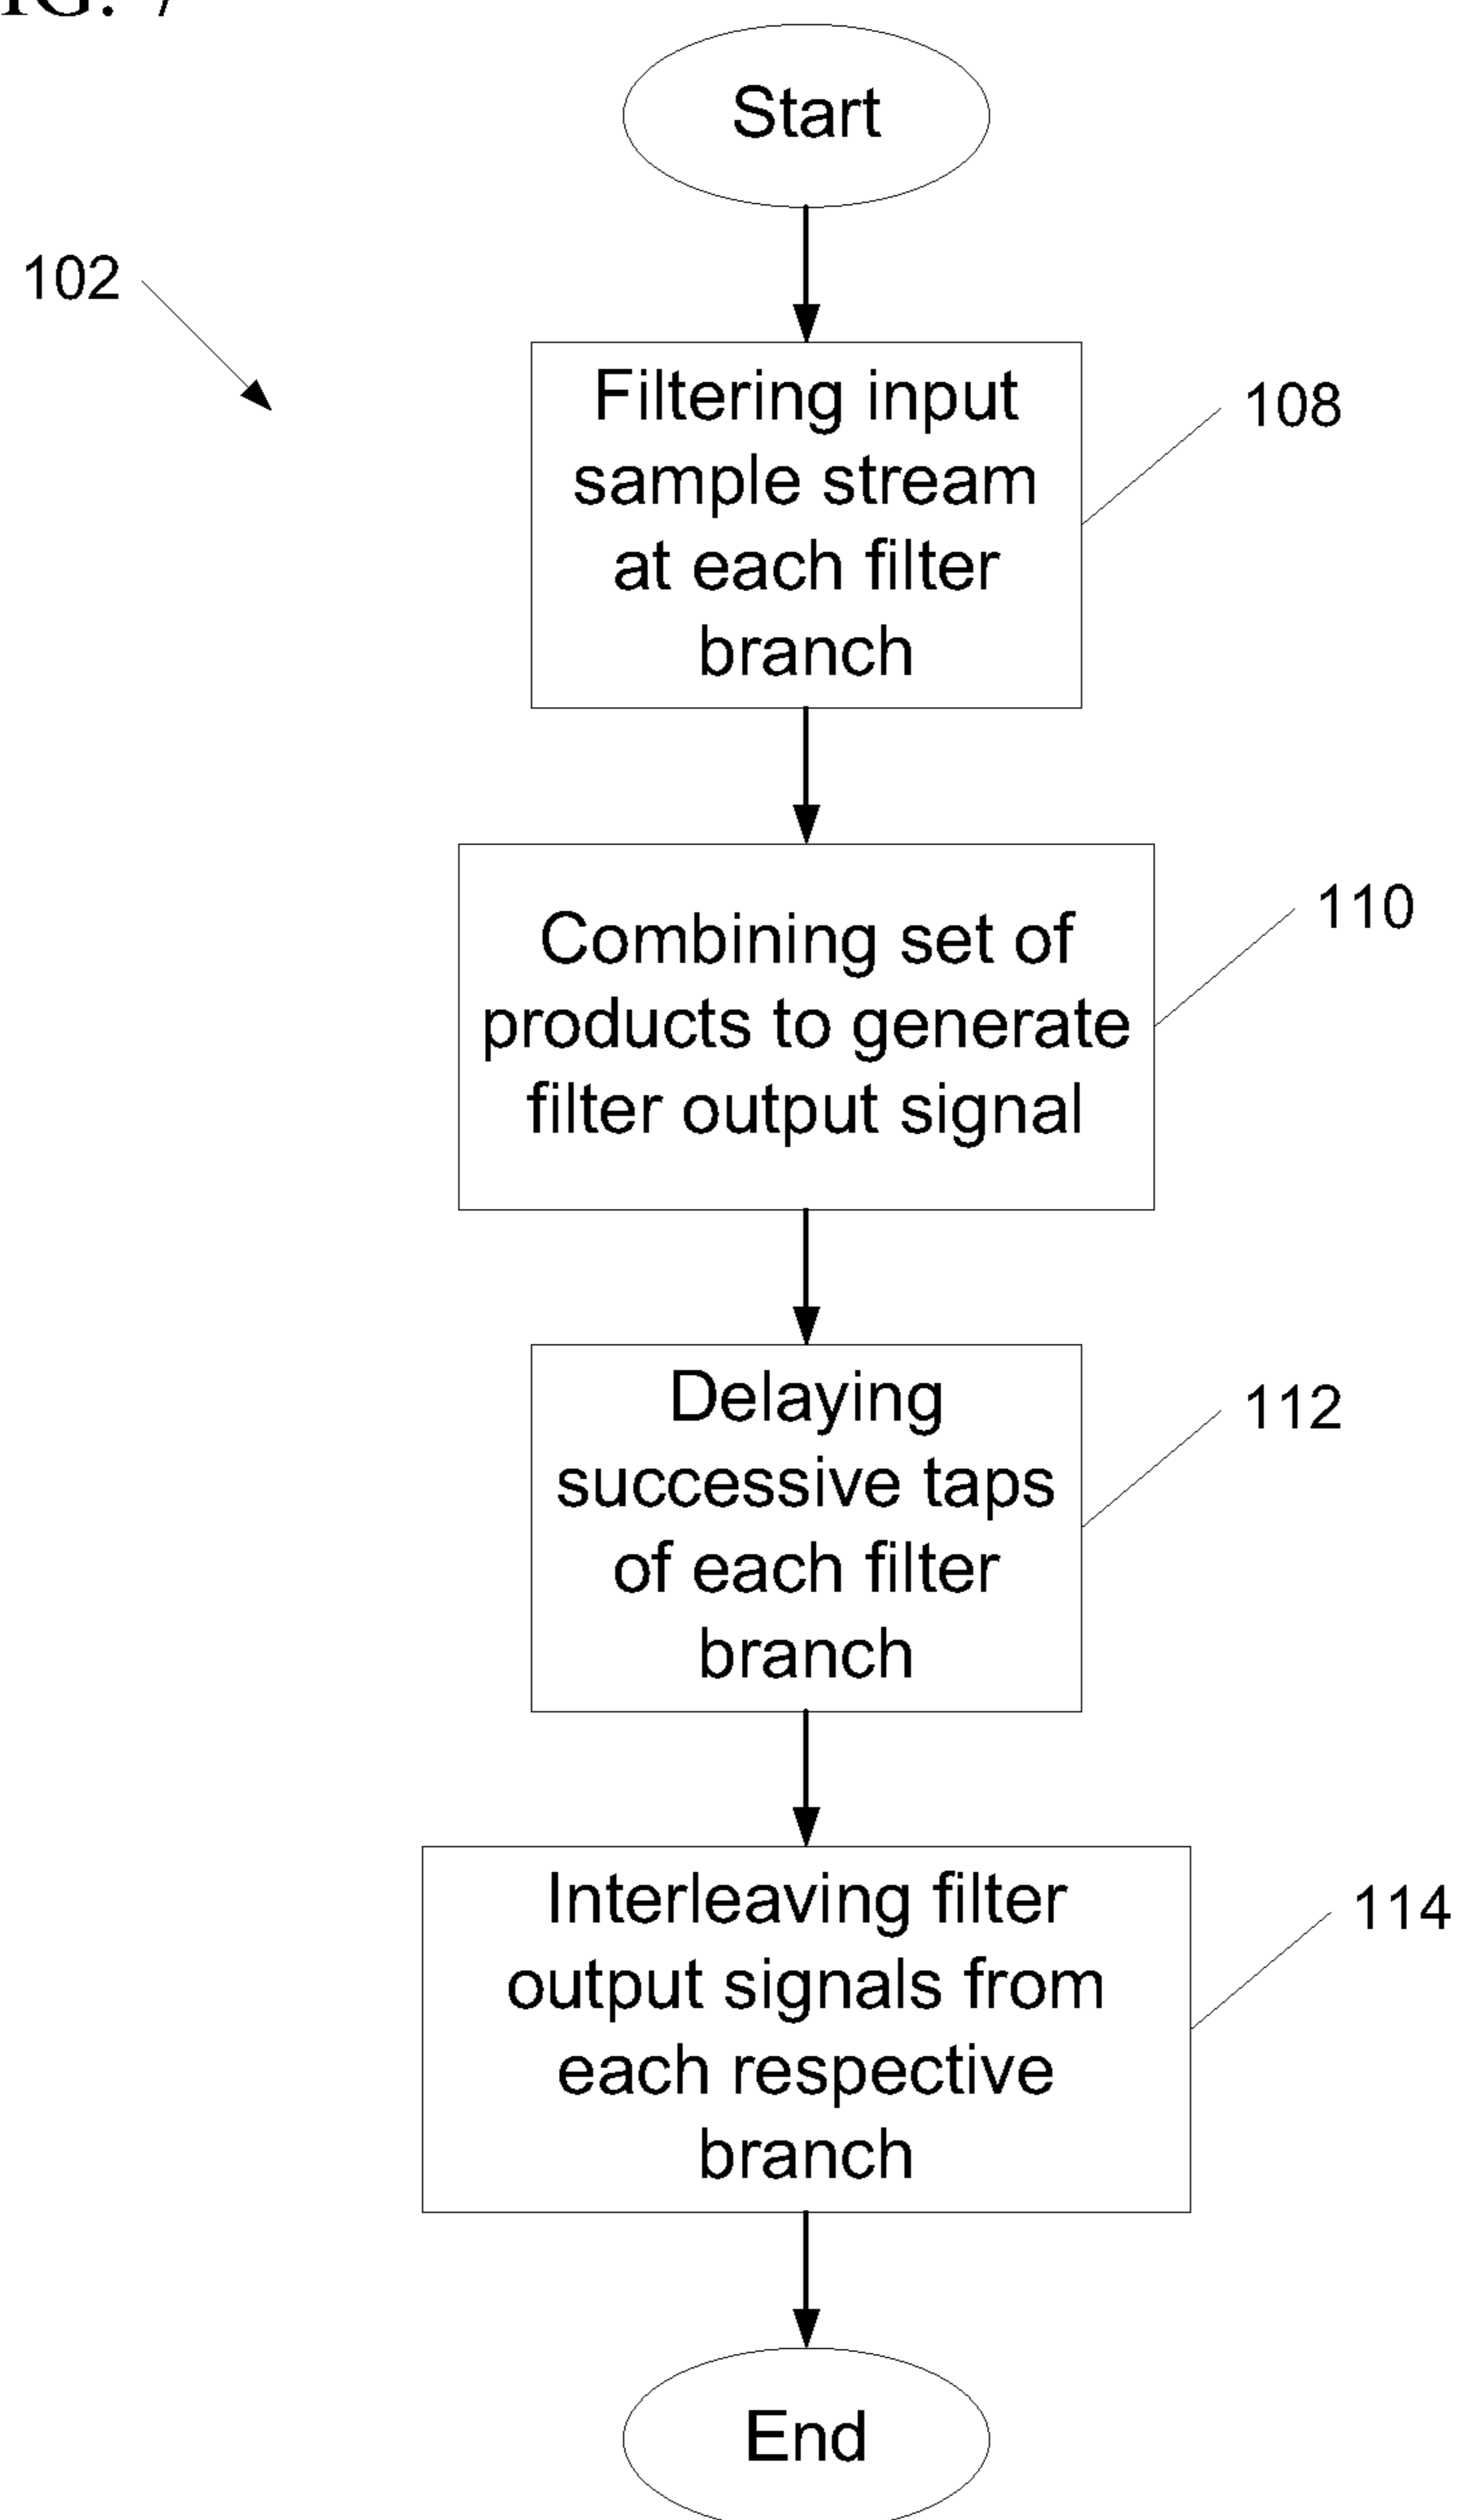 Start
102
Filtering input
sample stream
at each filter
branch
108
Combining set of
products to generate
filter output signal
110
Delaying
successive taps
of each filter
branch
112
Interleaving filter
output signals from
each respective
branch
114
End